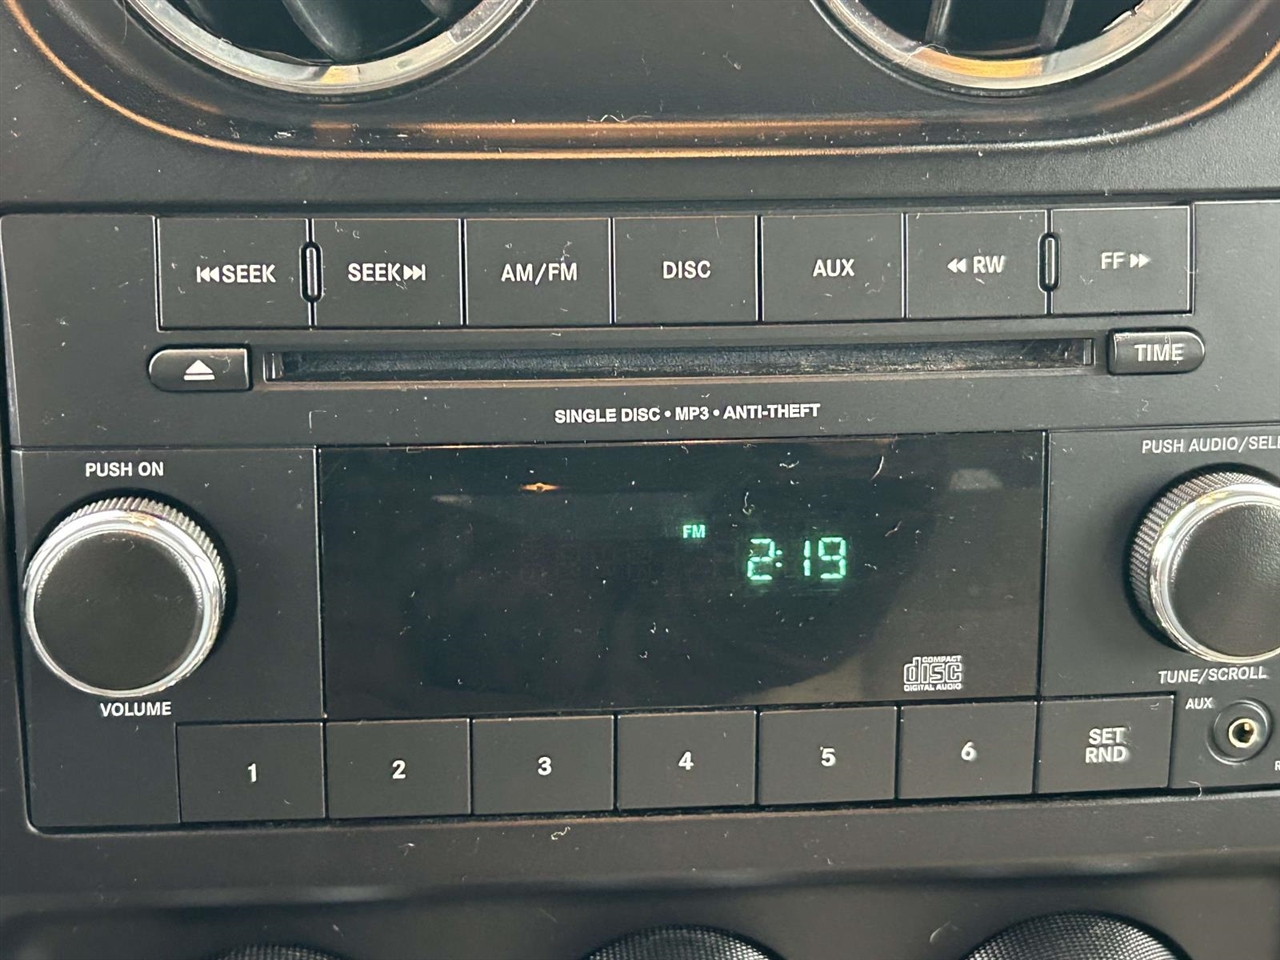 SEEK
SEEK
AM/FM
DISC
AUX
RW
FF
TIME
SINGLE DISC • MP3 • ANTI-THEFT
PUSH ON
PUSH AUDIO/SELE
FM
2:19
COMPACT
disc
DIGITAL AUDIO
VOLUME
TUNE/SCROLL
AUX
1
2
3
4
5
6
SET
RND
R